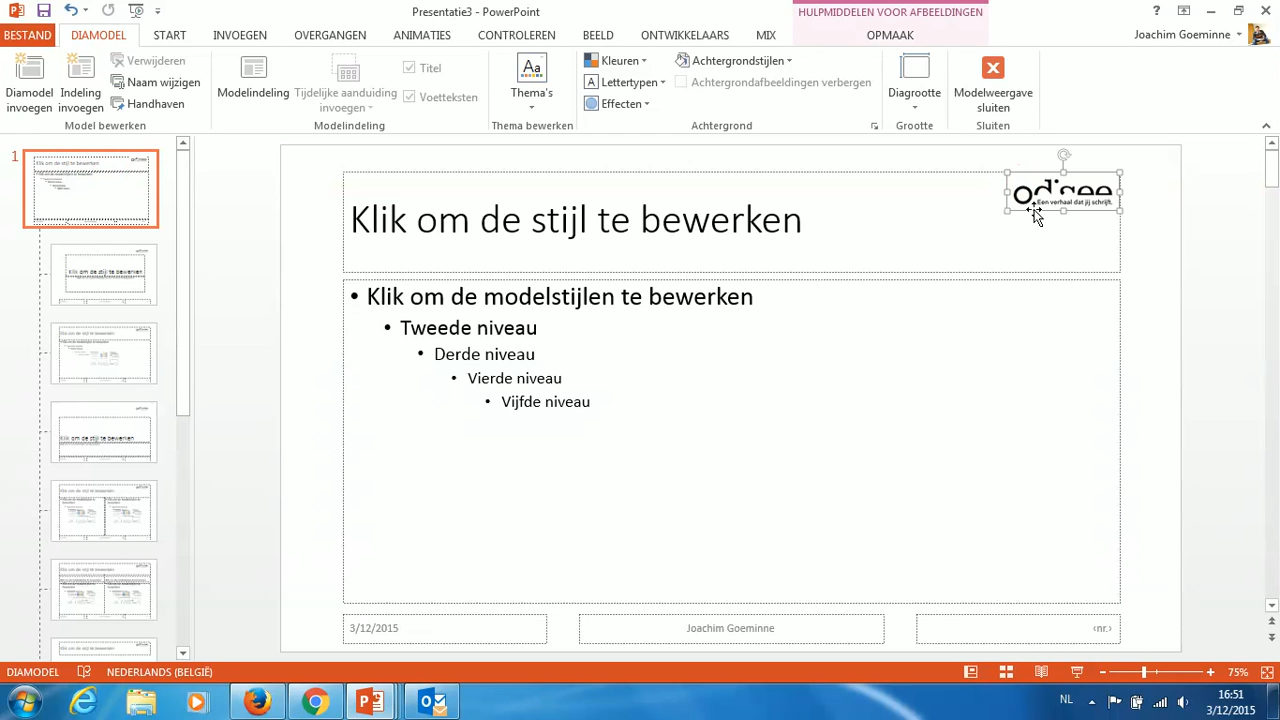 Presentatie3 - PowerPoint
HULPMIDDELEN VOOR AFBEELDINGEN
BESTAND DIAMODEL START INVOEGEN OVERGANGEN ANIMATIES CONTROLEREN BEELD ONTWIKKELAARS MIX OPMAAK Joachim Goeminne
Diamodel invoegen
Indeling invoegen
Verwijderen
Naam wijzigen
Handhaven
Model bewerken
Modelindeling
Tijdelijke aanduiding invoegen
Titel
Voetteksten
Modelindeling
Thema's
Thema bewerken
Kleuren
Lettertypen
Effecten
Achtergrondstijlen
Achtergrondafbeeldingen verbergen
Achtergrond
Diagrootte
Grootte
Modelweergave sluiten
Sluiten
1
odisee
Een verhaal dat jij schrijft.
Klik om de stijl te bewerken
• Klik om de modelstijlen te bewerken
• Tweede niveau
• Derde niveau
• Vierde niveau
• Vijfde niveau
3/12/2015
Joachim Goeminne
‹nr.›
DIAMODEL NEDERLANDS (BELGIË) 75%
NL 16:51
3/12/2015